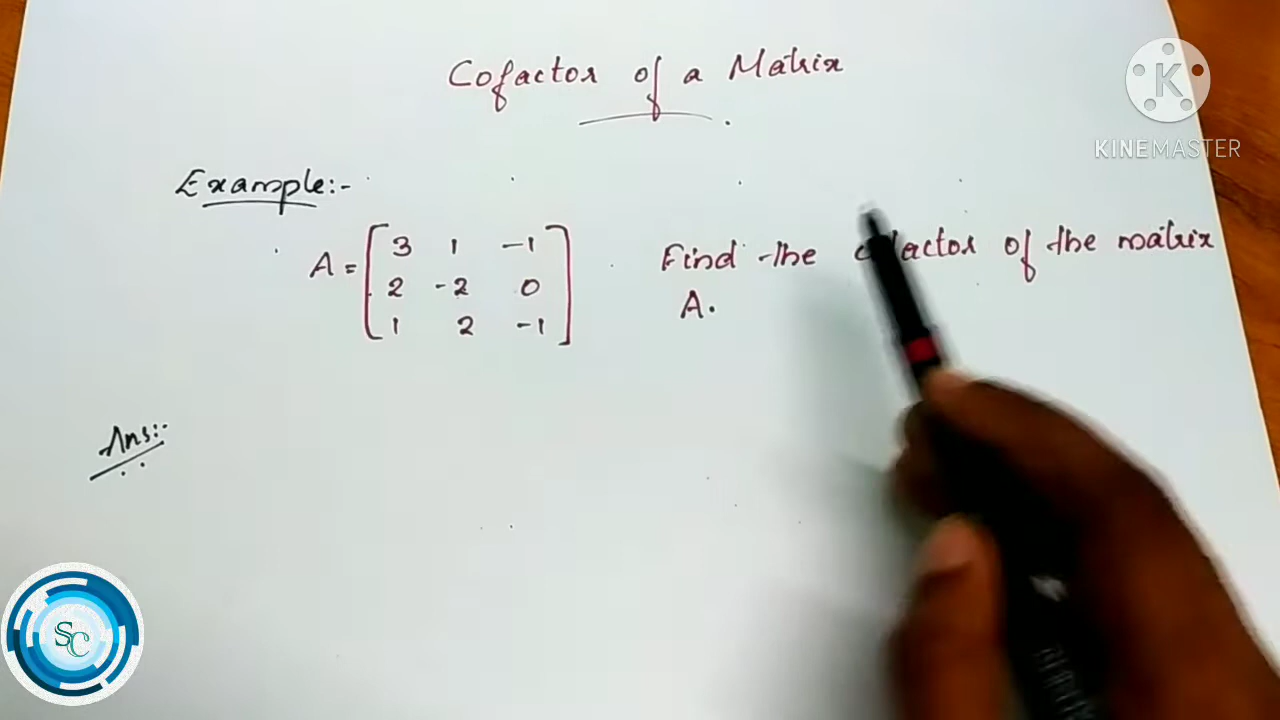 Cofactor of a Matrix
KINEMASTER
Example:-
A = [ 3 1 -1
2 -2 0
1 2 -1 ]
Find the cofactor of the matrix
A.
Ans:-
SC